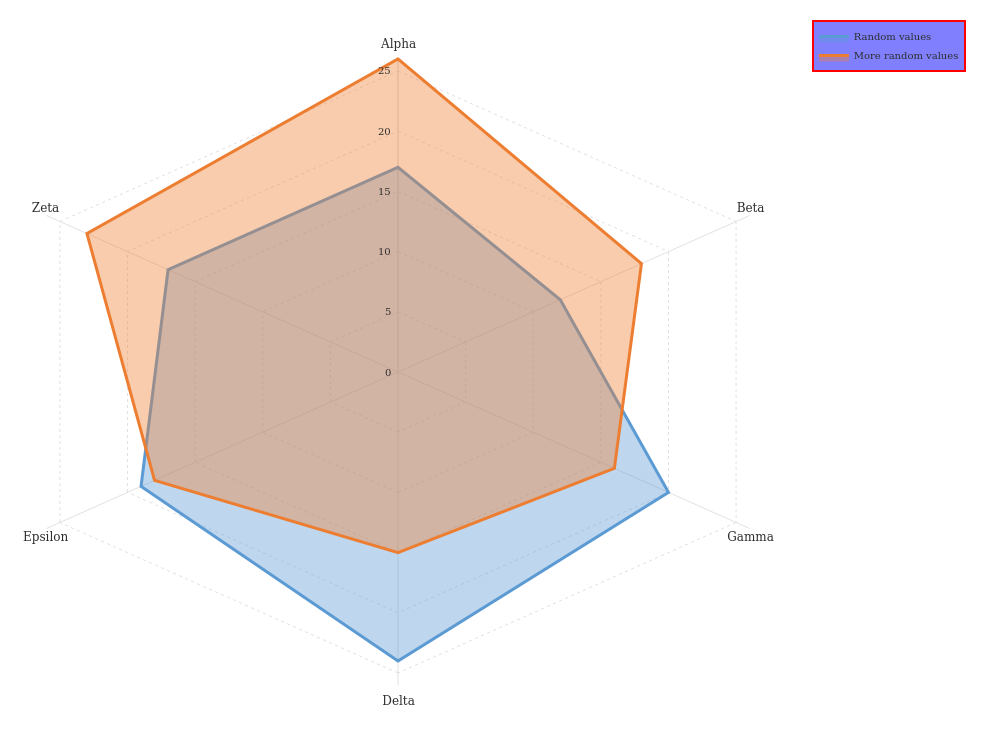 Alpha
Random values
More random values
25
20
15
Zeta
Beta
10
5
0
Epsilon
Gamma
Delta